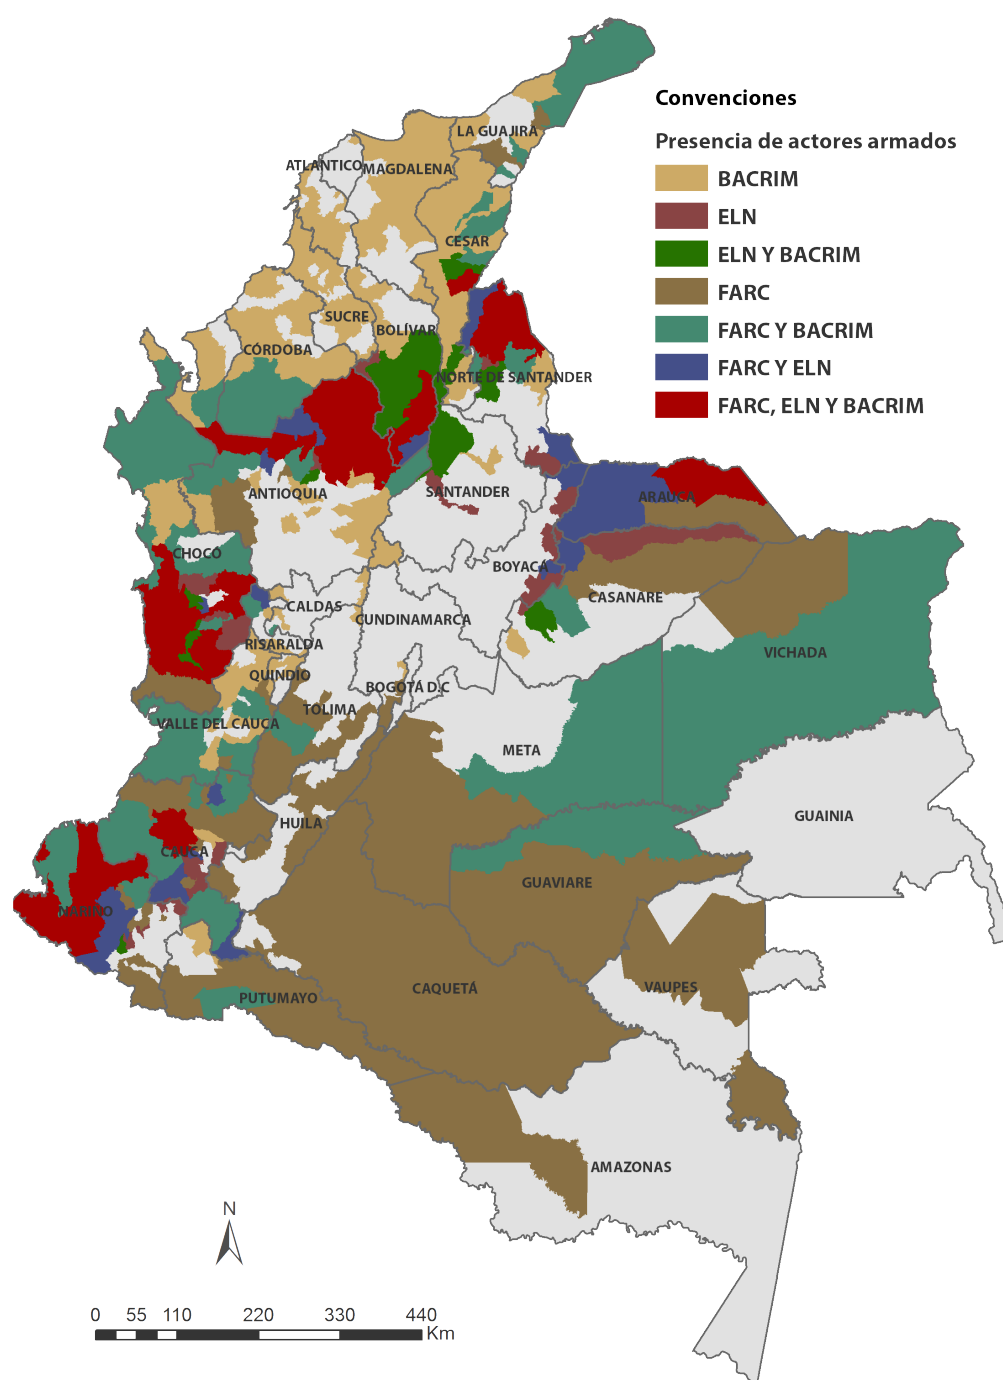 Convenciones
Presencia de actores armados
BACRIM
ELN
ELN Y BACRIM
FARC
FARC Y BACRIM
FARC Y ELN
FARC, ELN Y BACRIM
LA GUAJIRA
ATLANTICO
MAGDALENA
CESAR
SUCRE
BOLÍVAR
CÓRDOBA
NORTE DE SANTANDER
ANTIOQUIA
SANTANDER
ARAUCA
CHOCÓ
BOYACÁ
CASANARE
CALDAS
CUNDINAMARCA
RISARALDA
VICHADA
QUINDÍO
BOGOTÁ D.C
TOLIMA
VALLE DEL CAUCA
META
GUAINIA
HUILA
CAUCA
GUAVIARE
NARIÑO
VAUPES
CAQUETÁ
PUTUMAYO
AMAZONAS
N
0 55 110 220 330 440
Km